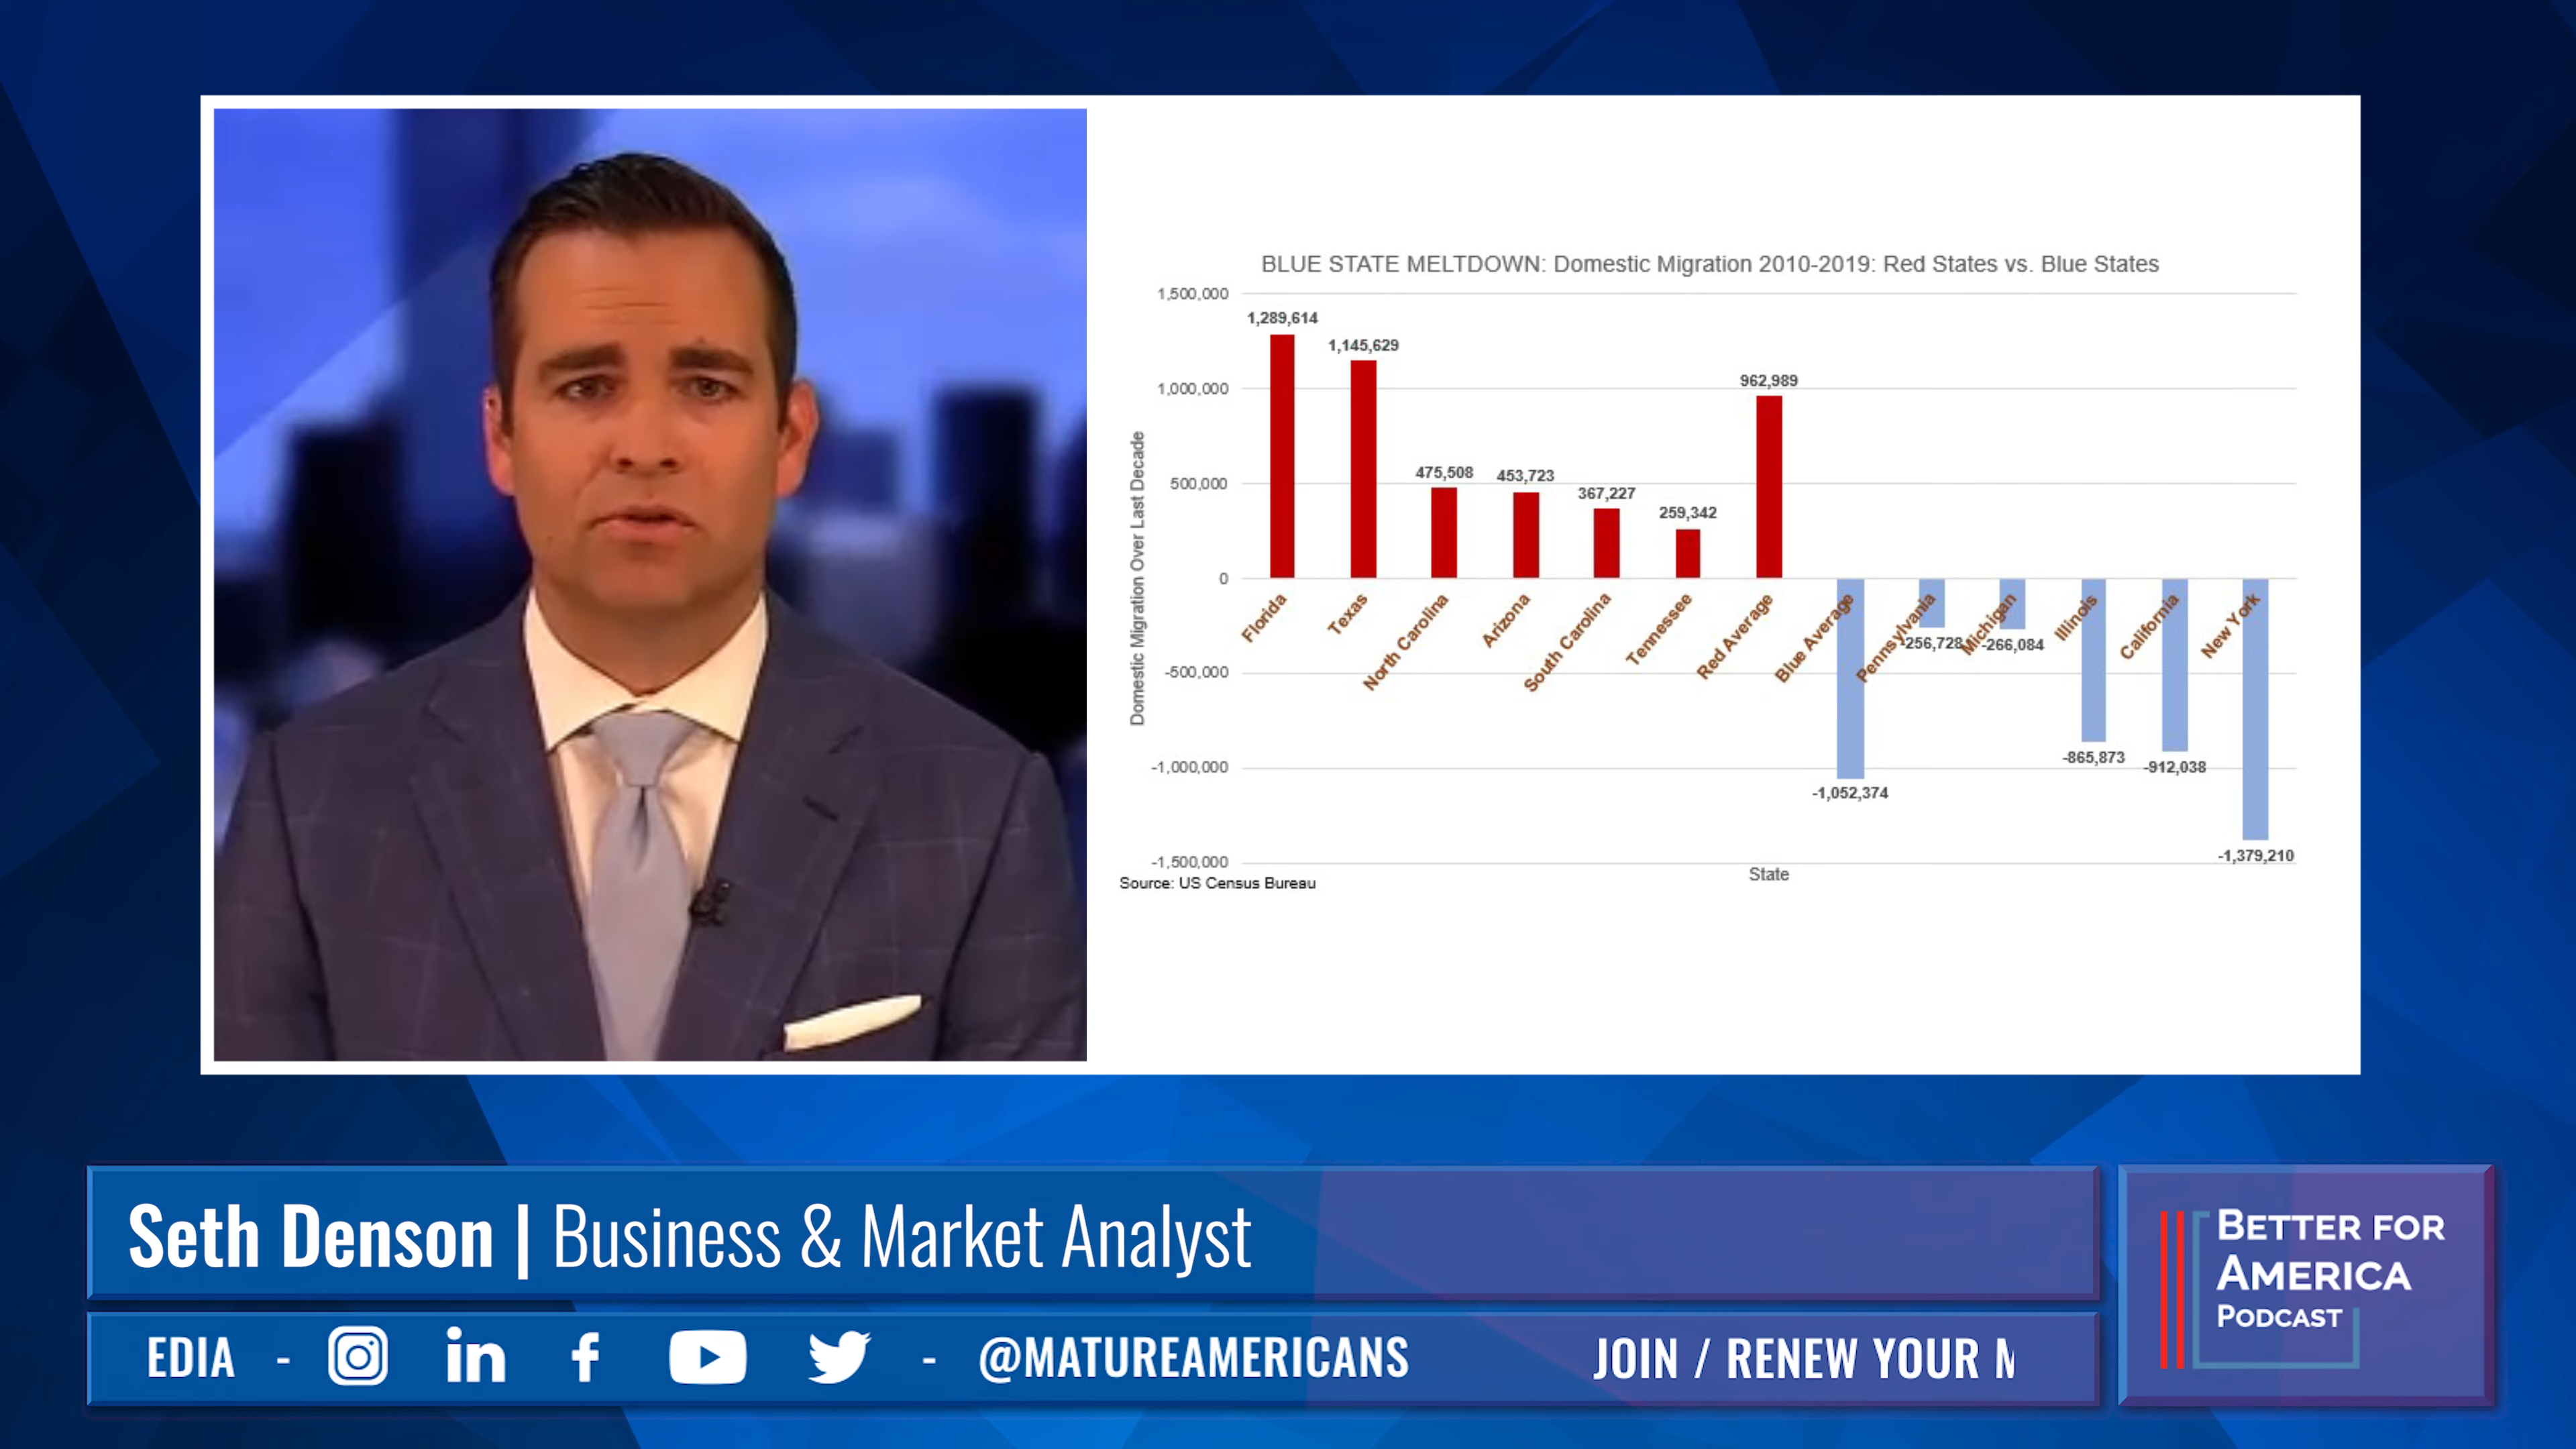 BLUE STATE MELTDOWN: Domestic Migration 2010-2019: Red States vs. Blue States
Domestic Migration Over Last Decade
1,500,000
1,000,000
500,000
0
-500,000
-1,000,000
-1,500,000
1,289,614
1,145,629
475,508
453,723
367,227
259,342
962,989
-1,052,374
-256,728
-266,084
-865,873
-912,038
-1,379,210
Florida
Texas
North Carolina
Arizona
South Carolina
Tennessee
Red Average
Blue Average
Pennsylvania
Michigan
Illinois
California
New York
State
Source: US Census Bureau
Seth Denson | Business & Market Analyst
EDIA - in f - @MATUREAMERICANS JOIN / RENEW YOUR
BETTER FOR
AMERICA
PODCAST